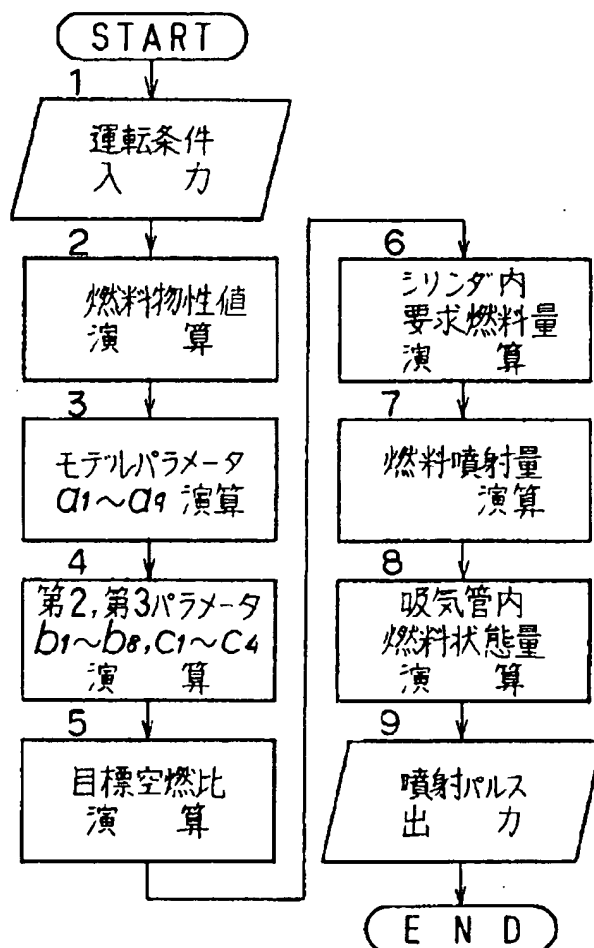 START
1
運転条件
入 力
2
燃料物性値
演 算
3
モデルパラメータ
a1～a9 演算
4
第2,第3パラメータ
b1～b8,c1～c4
演 算
5
目標空燃比
演 算
6
シリンダ内
要求燃料量
演 算
7
燃料噴射量
演算
8
吸気管内
燃料状態量
演 算
9
噴射パルス
出 力
END